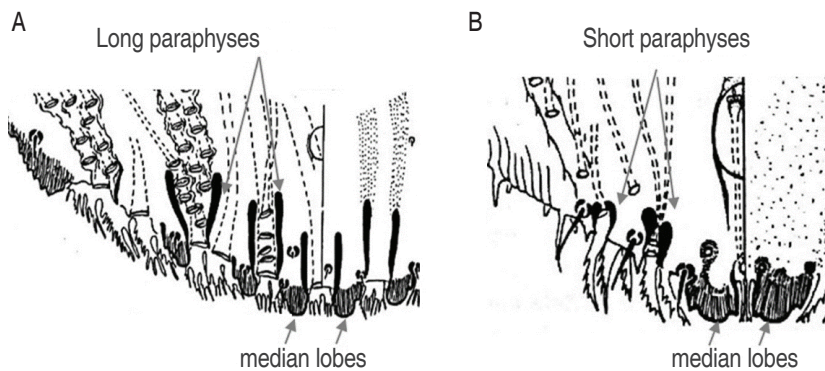 A
Long paraphyses
median lobes
B
Short paraphyses
median lobes